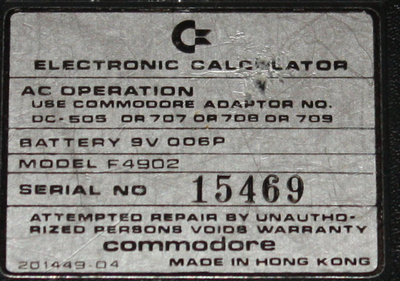 ELECTRONIC CALCULATOR
AC OPERATION
USE COMMODORE ADAPTOR NO.
DC-505 OR 707 OR 708 OR 709
BATTERY 9V 006P
MODEL F4902
SERIAL NO 15469
ATTEMPTED REPAIR BY UNAUTHO-
RIZED PERSONS VOIDS WARRANTY
commodore
201449-04 MADE IN HONG KONG